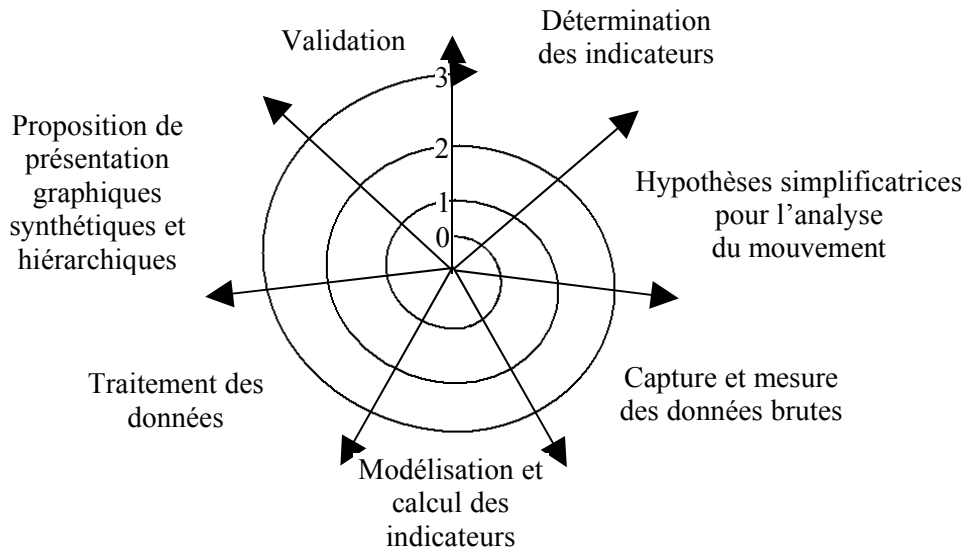 Validation
Détermination
des indicateurs
3
2
1
0
Proposition de
présentation
graphiques
synthétiques et
hiérarchiques
Hypothèses simplificatrices
pour l’analyse
du mouvement
Traitement des
données
Capture et mesure
des données brutes
Modélisation et
calcul des
indicateurs